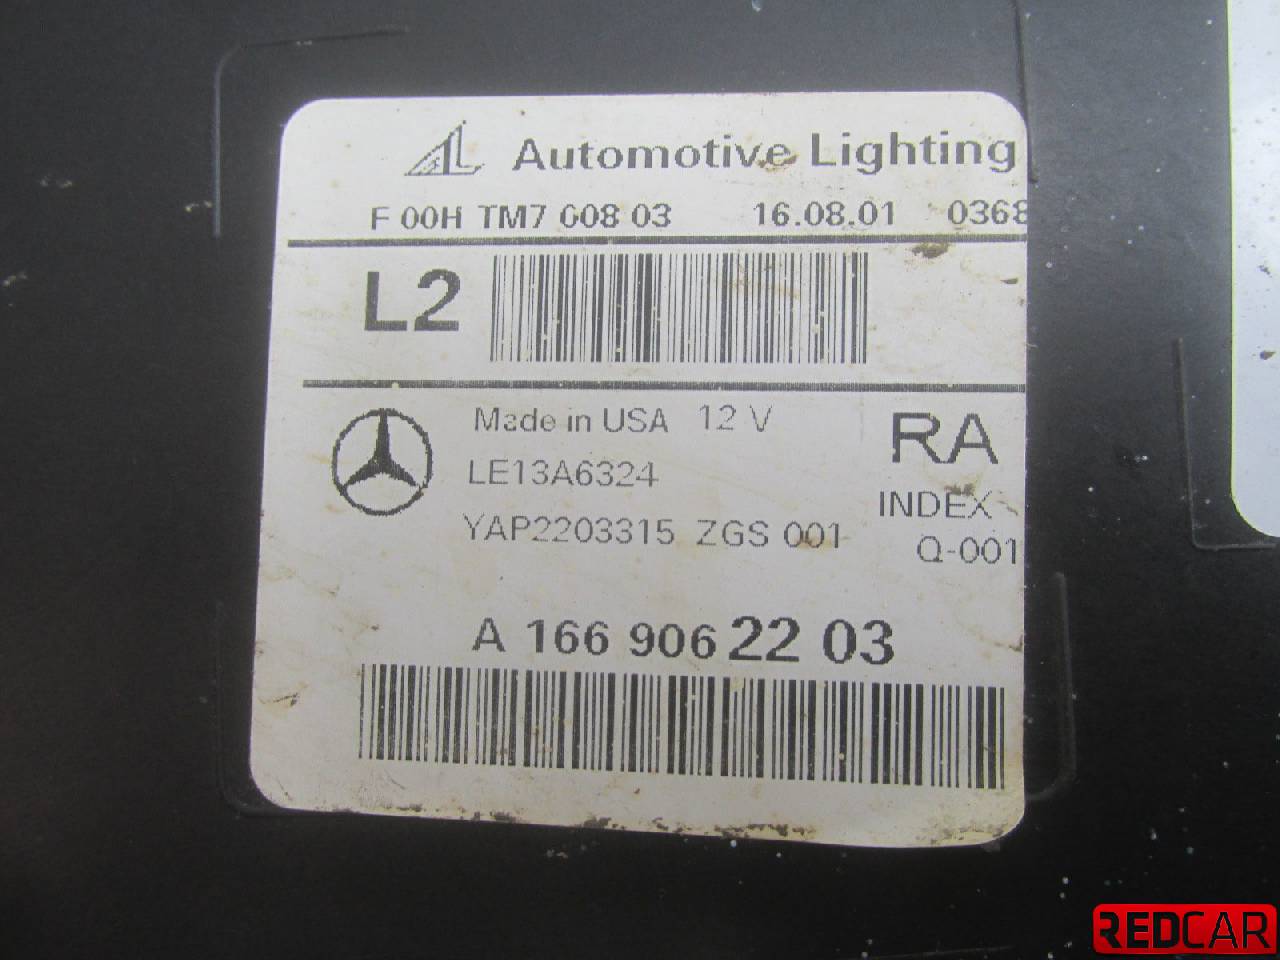 AL Automotive Lighting
F 00H TM7 008 03 16.08.01 0368
L2
Made in USA 12 V
RA
LE13A6324
INDEX
YAP2203315 ZGS 001
Q-001
A 166 906 22 03
REDCAR